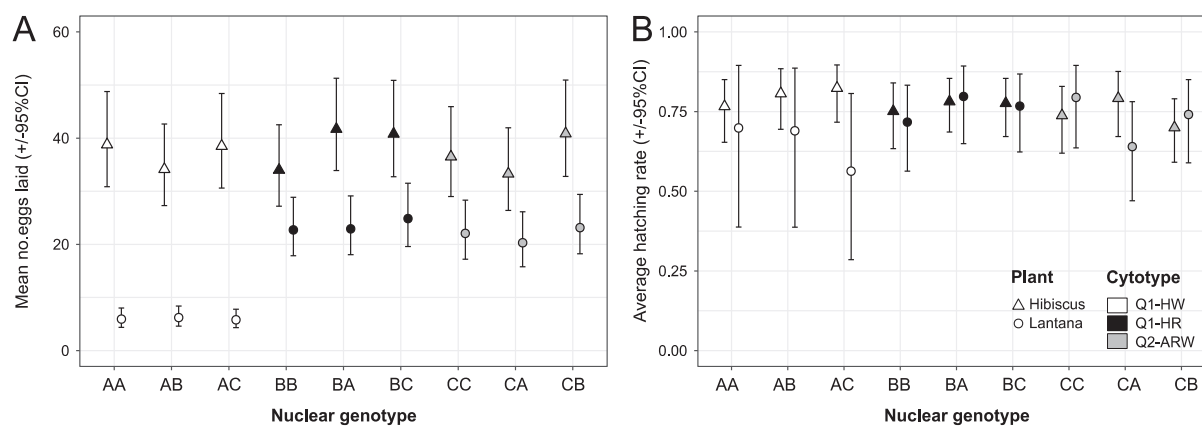 A
Mean no.eggs laid (+/-95%CI)
60
40
20
0
AA AB AC BB BA BC CC CA CB
Nuclear genotype
B
Average hatching rate (+/-95%CI)
1.00
0.75
0.50
0.25
0.00
Plant
Hibiscus
Lantana
Cytotype
Q1-HW
Q1-HR
Q2-ARW
AA AB AC BB BA BC CC CA CB
Nuclear genotype